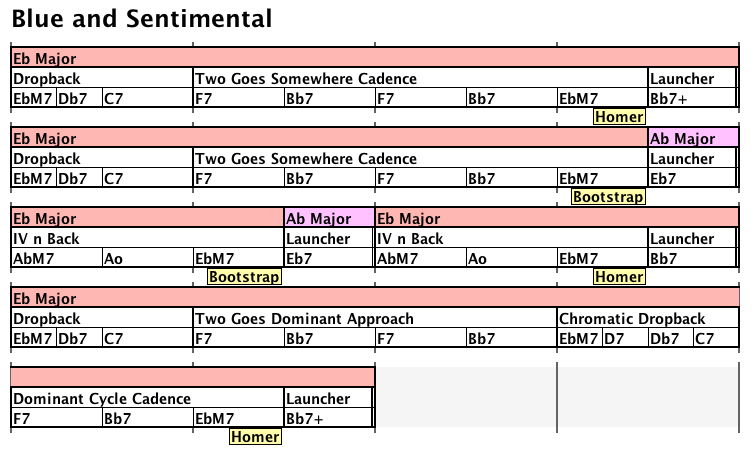 Blue and Sentimental
Eb Major
Dropback Two Goes Somewhere Cadence Launcher
EbM7 Db7 C7 F7 Bb7 F7 Bb7 EbM7 Bb7+
Homer
Eb Major Ab Major
Dropback Two Goes Somewhere Cadence Launcher
EbM7 Db7 C7 F7 Bb7 F7 Bb7 EbM7 Eb7
Bootstrap
Eb Major Ab Major Eb Major
IV n Back Launcher IV n Back Launcher
AbM7 Ao EbM7 Eb7 AbM7 Ao EbM7 Bb7
Bootstrap Homer
Eb Major
Dropback Two Goes Dominant Approach Chromatic Dropback
EbM7 Db7 C7 F7 Bb7 F7 Bb7 EbM7 D7 Db7 C7
Dominant Cycle Cadence Launcher
F7 Bb7 EbM7 Bb7+
Homer